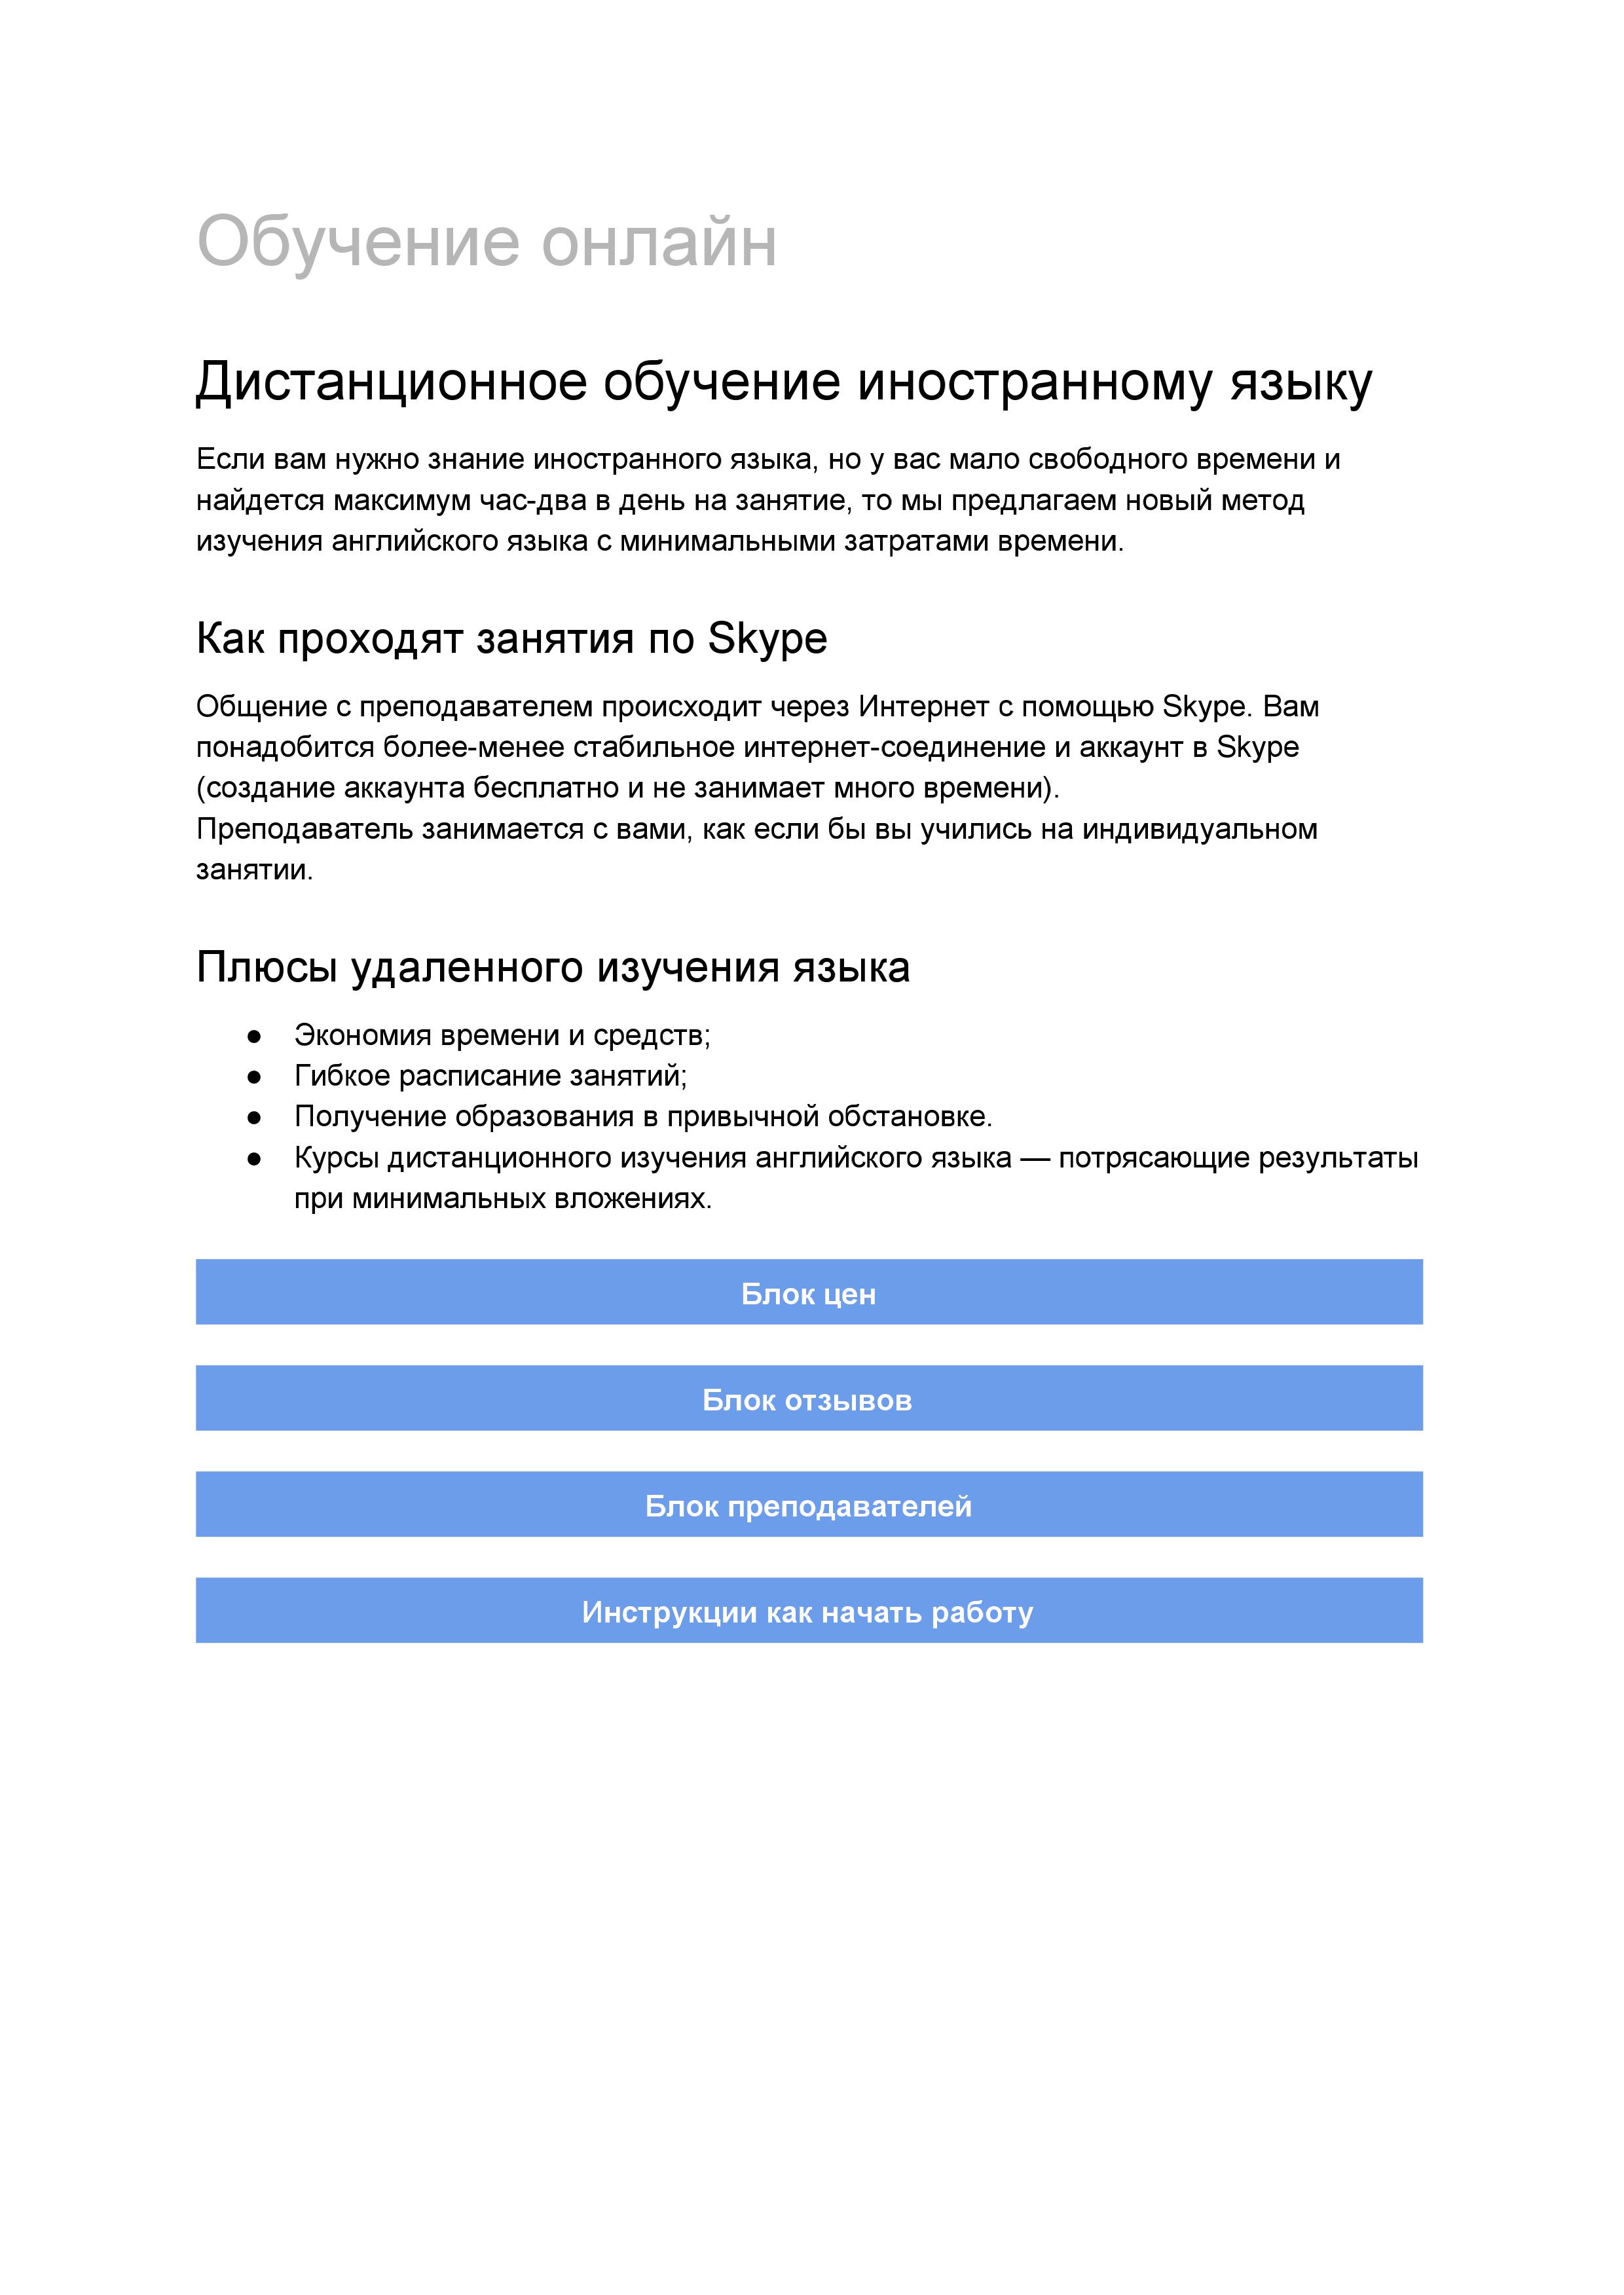 Обучение онлайн
Дистанционное обучение иностранному языку
Если вам нужно знание иностранного языка, но у вас мало свободного времени и
найдется максимум час-два в день на занятие, то мы предлагаем новый метод
изучения английского языка с минимальными затратами времени.
Как проходят занятия по Skype
Общение с преподавателем происходит через Интернет с помощью Skype. Вам
понадобится более-менее стабильное интернет-соединение и аккаунт в Skype
(создание аккаунта бесплатно и не занимает много времени).
Преподаватель занимается с вами, как если бы вы учились на индивидуальном
занятии.
Плюсы удаленного изучения языка
● Экономия времени и средств;
● Гибкое расписание занятий;
● Получение образования в привычной обстановке.
● Курсы дистанционного изучения английского языка — потрясающие результаты
при минимальных вложениях.
Блок цен
Блок отзывов
Блок преподавателей
Инструкции как начать работу